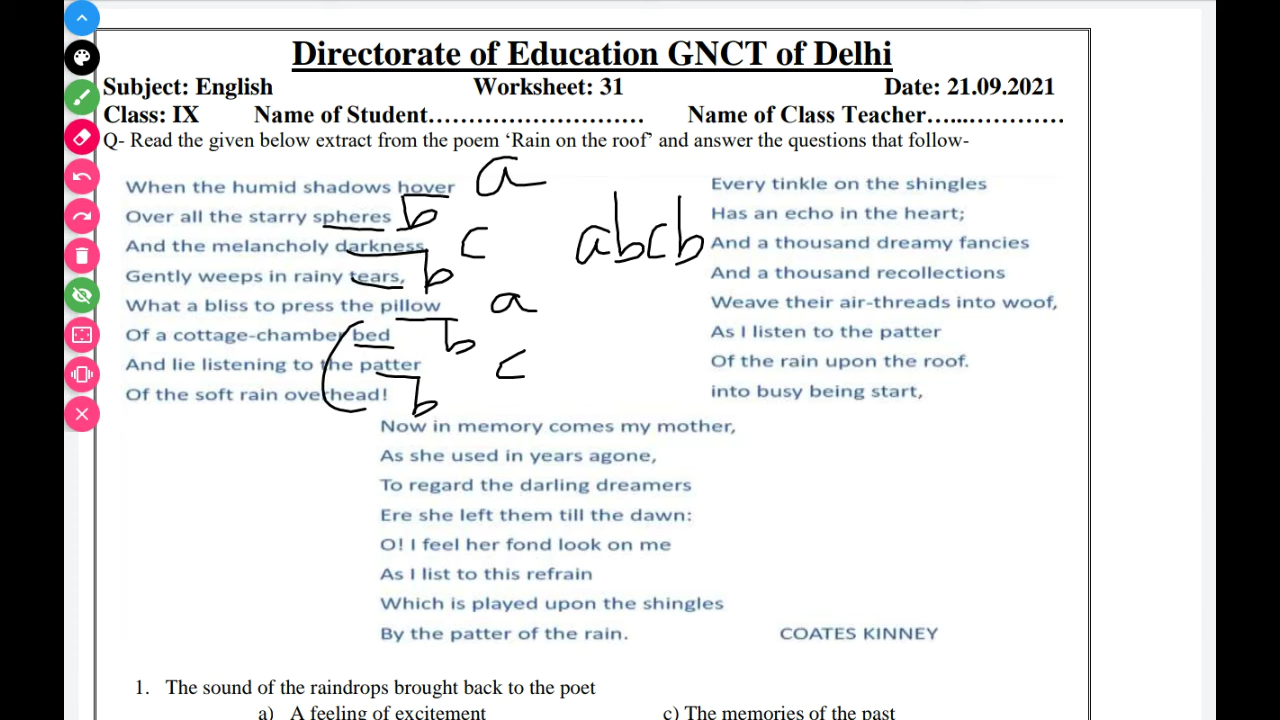 Directorate of Education GNCT of Delhi
Subject: English Worksheet: 31 Date: 21.09.2021
Class: IX Name of Student……………………… Name of Class Teacher…...…………
Q- Read the given below extract from the poem ‘Rain on the roof’ and answer the questions that follow-
When the humid shadows hover a
Over all the starry spheres b
And the melancholy darkness c
Gently weeps in rainy tears, b
What a bliss to press the pillow a
Of a cottage-chamber bed b
And lie listening to the patter c
Of the soft rain overhead! b
abcb
Every tinkle on the shingles
Has an echo in the heart;
And a thousand dreamy fancies
And a thousand recollections
Weave their air-threads into woof,
As I listen to the patter
Of the rain upon the roof.
into busy being start,
Now in memory comes my mother,
As she used in years agone,
To regard the darling dreamers
Ere she left them till the dawn:
O! I feel her fond look on me
As I list to this refrain
Which is played upon the shingles
By the patter of the rain. COATES KINNEY
1. The sound of the raindrops brought back to the poet
a) A feeling of excitement c) The memories of the past